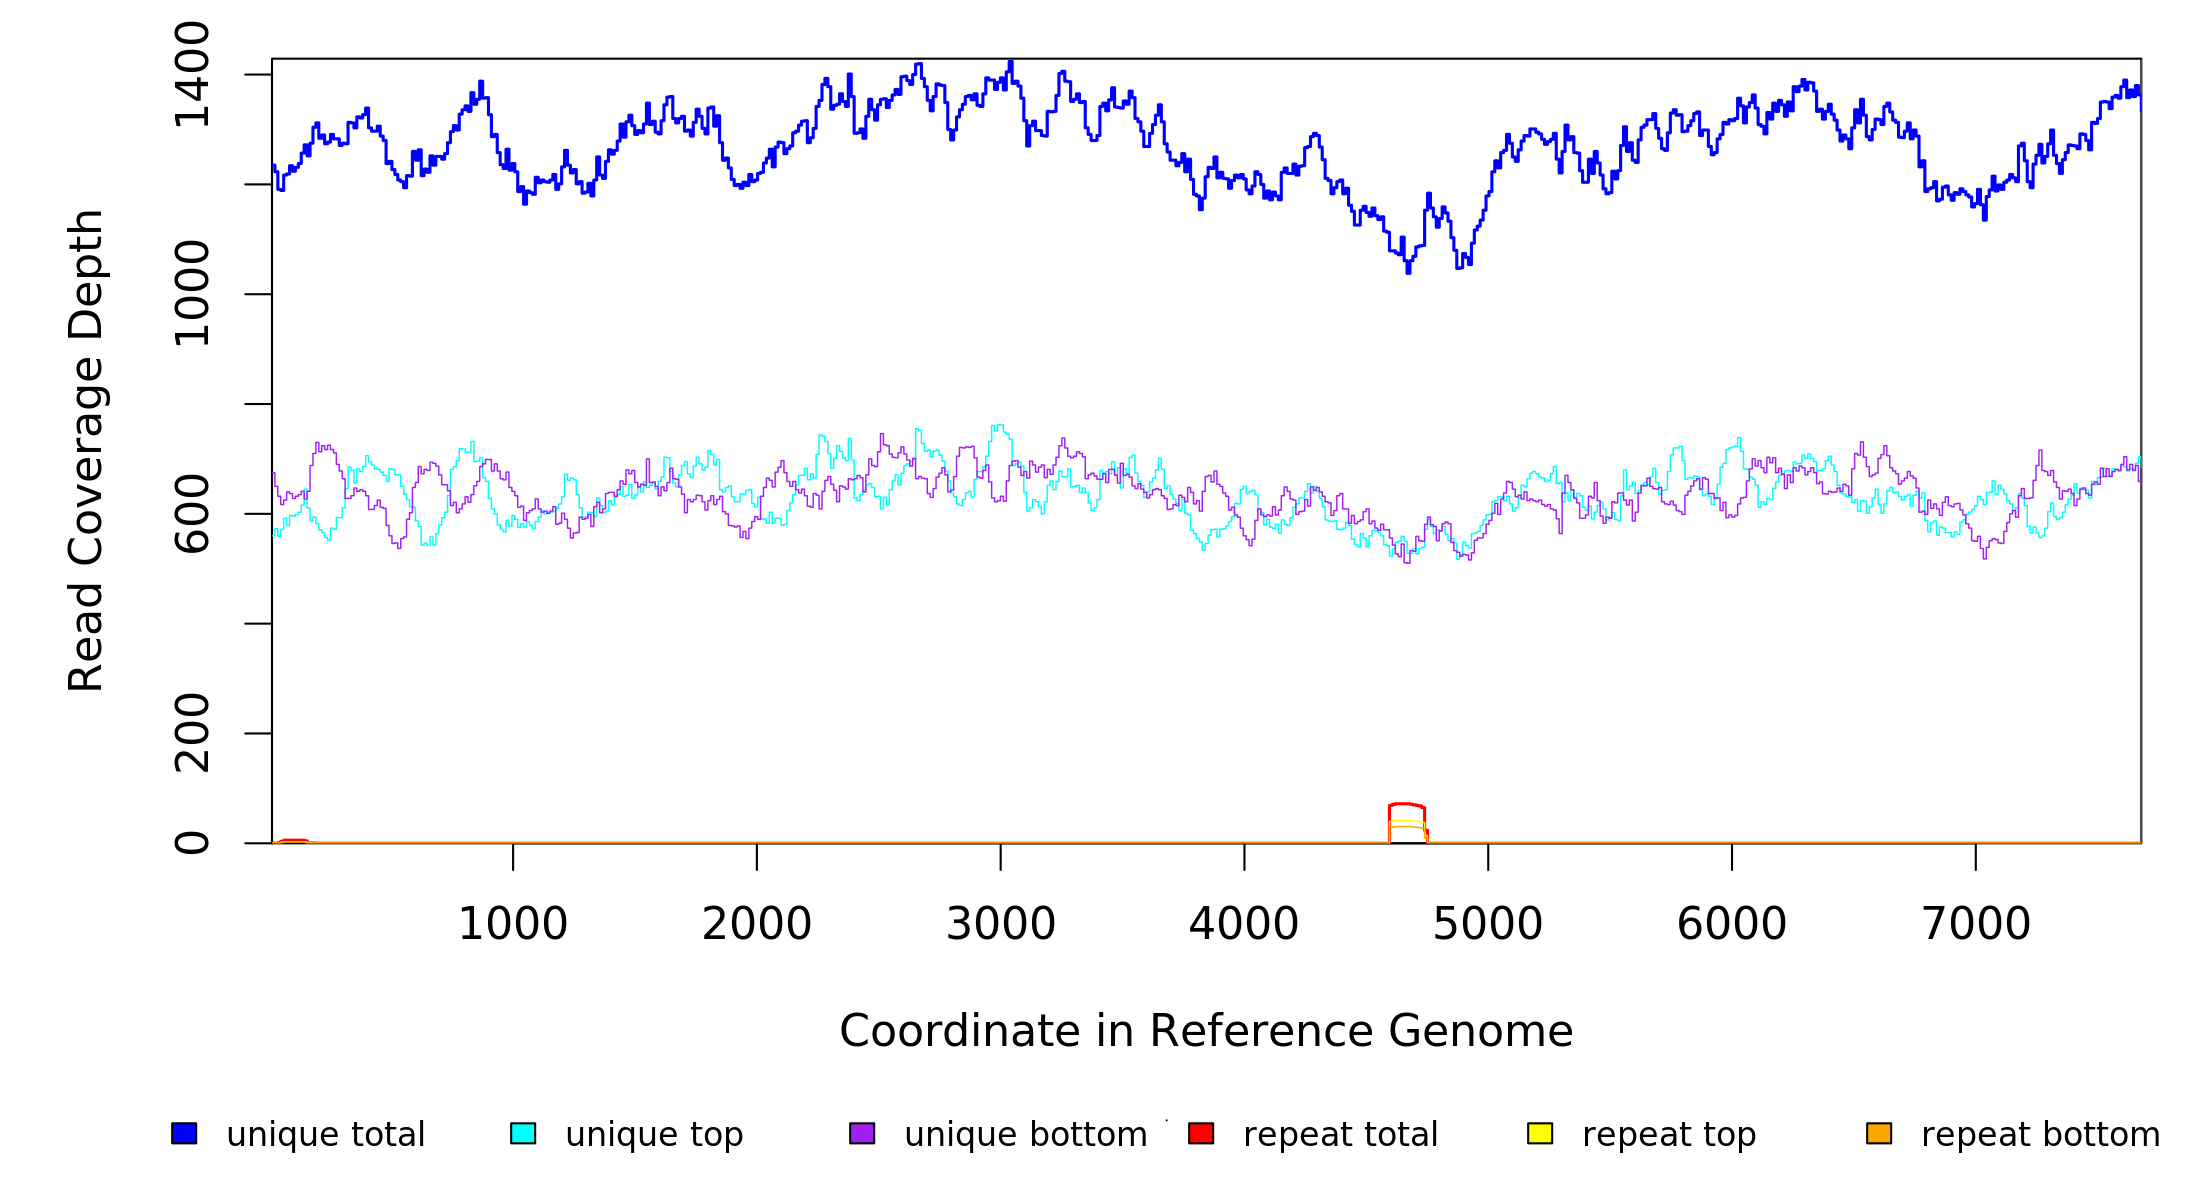 1400
1000
600
200
0
Read Coverage Depth
1000 2000 3000 4000 5000 6000 7000
Coordinate in Reference Genome
unique total unique top unique bottom repeat total repeat top repeat bottom